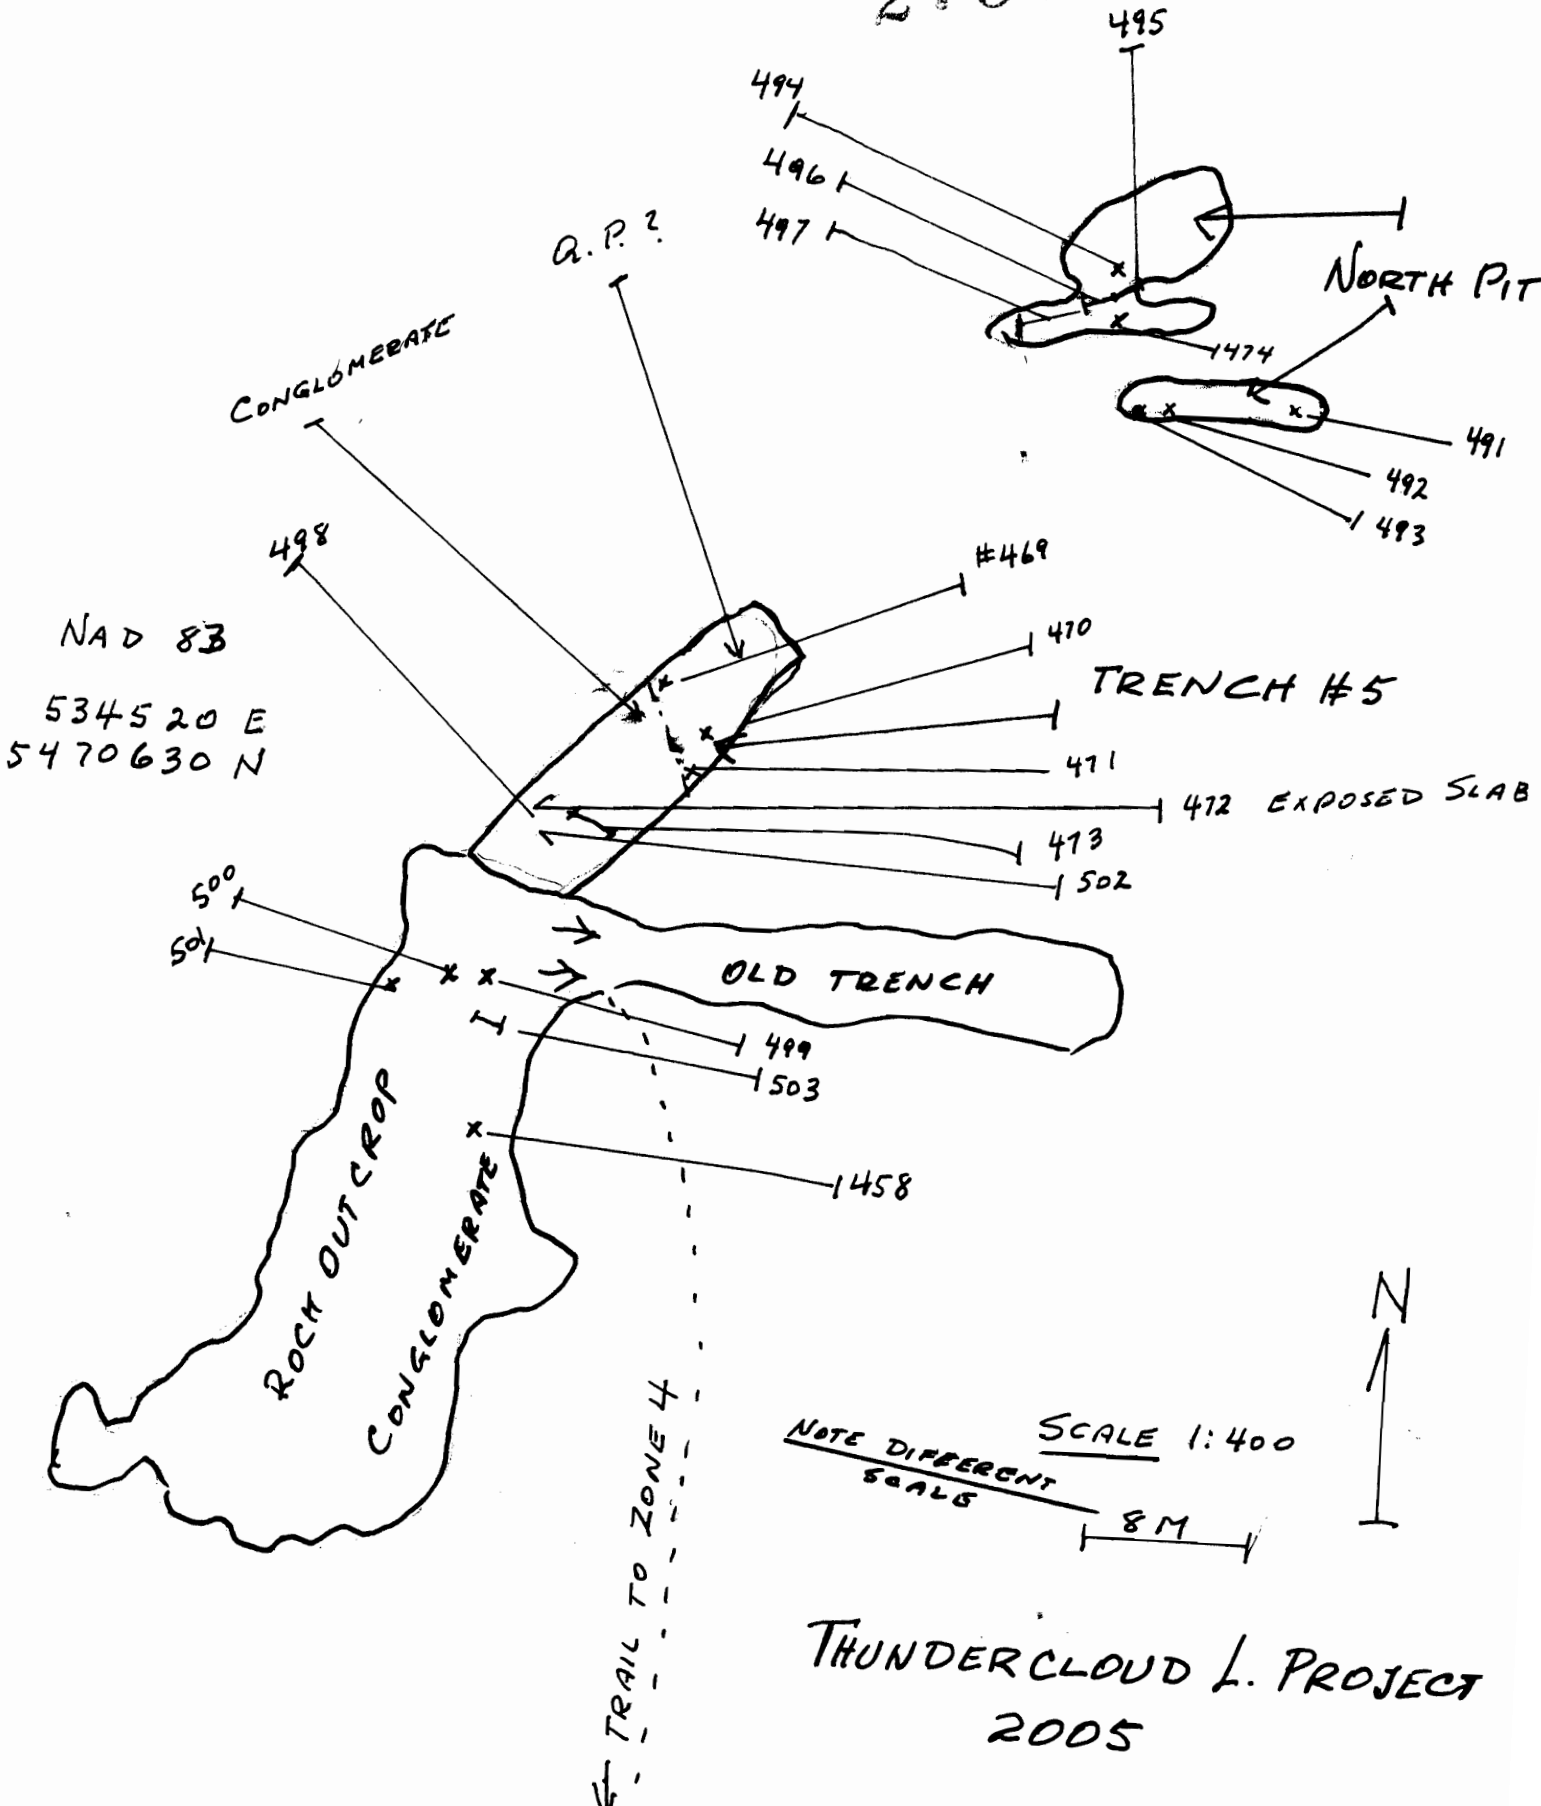 495
494
496
497
Q.P.?
NORTH PIT
474
CONGLOMERATE
491
492
493
498
#469
NAD 83
470
534520 E
5470630 N
TRENCH #5
471
472 EXPOSED SLAB
473
502
500
501
OLD TRENCH
499
503
458
ROCK OUTCROP
CONGLOMERATE
N
SCALE 1:400
NOTE DIFFERENT
SCALE
8 M
TRAIL TO ZONE 4
THUNDERCLOUD L. PROJECT
2005